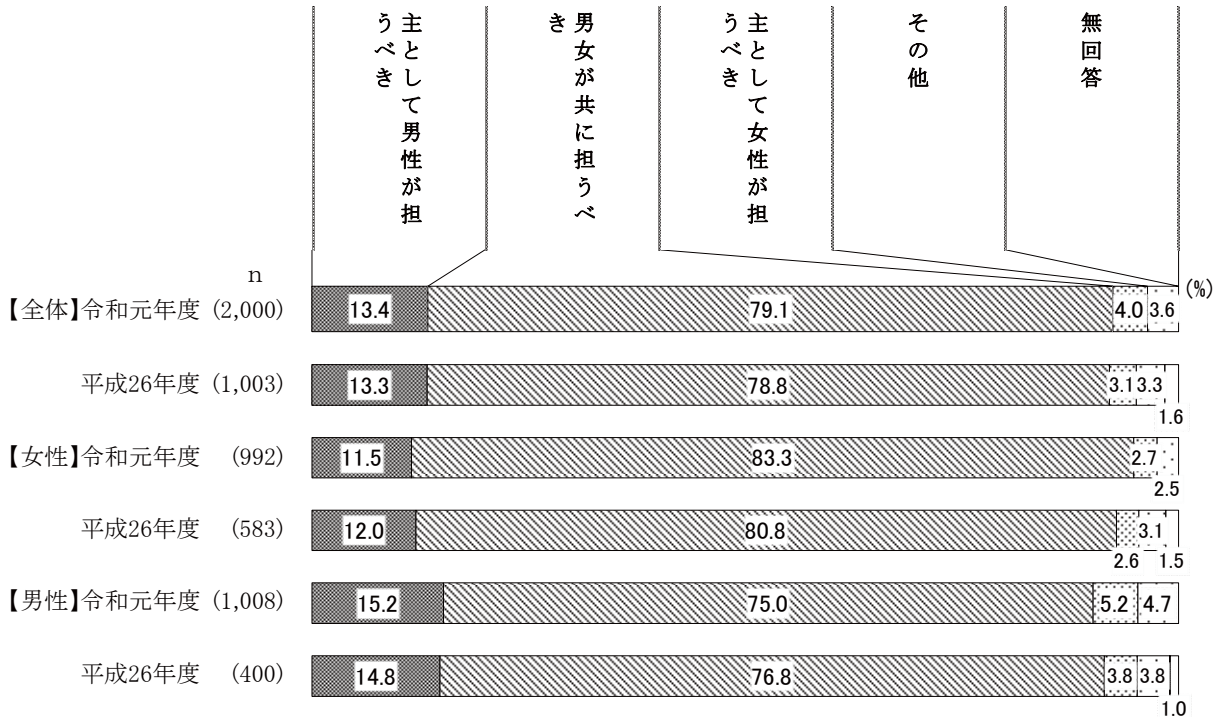 主として男性が担
うべき
男女が共に担うべ
き
主として女性が担
うべき
その他
無回答
n
(%)
【全体】令和元年度 (2,000) 13.4 79.1 4.0 3.6
平成26年度 (1,003) 13.3 78.8 3.1 3.3
1.6
【女性】令和元年度 (992) 11.5 83.3 2.7
2.5
平成26年度 (583) 12.0 80.8 3.1
2.6 1.5
【男性】令和元年度 (1,008) 15.2 75.0 5.2 4.7
平成26年度 (400) 14.8 76.8 3.8 3.8
1.0